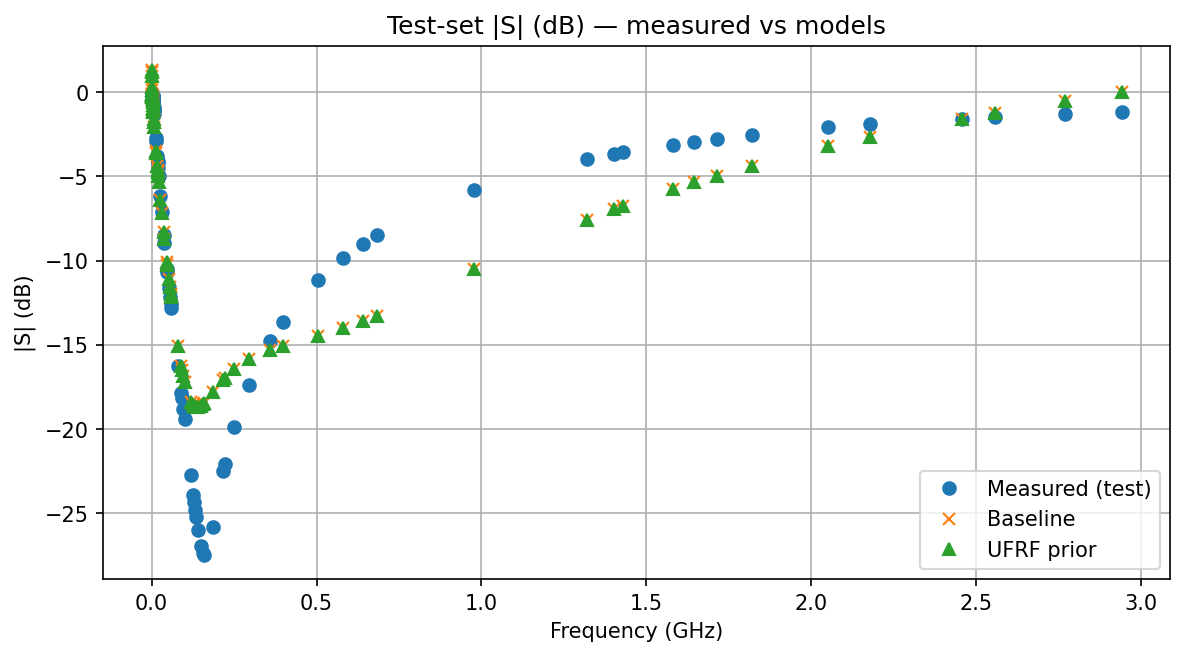 Test-set |S| (dB) — measured vs models
|S| (dB)
0
−5
−10
−15
−20
−25
0.0 0.5 1.0 1.5 2.0 2.5 3.0
Frequency (GHz)
Measured (test)
Baseline
UFRF prior